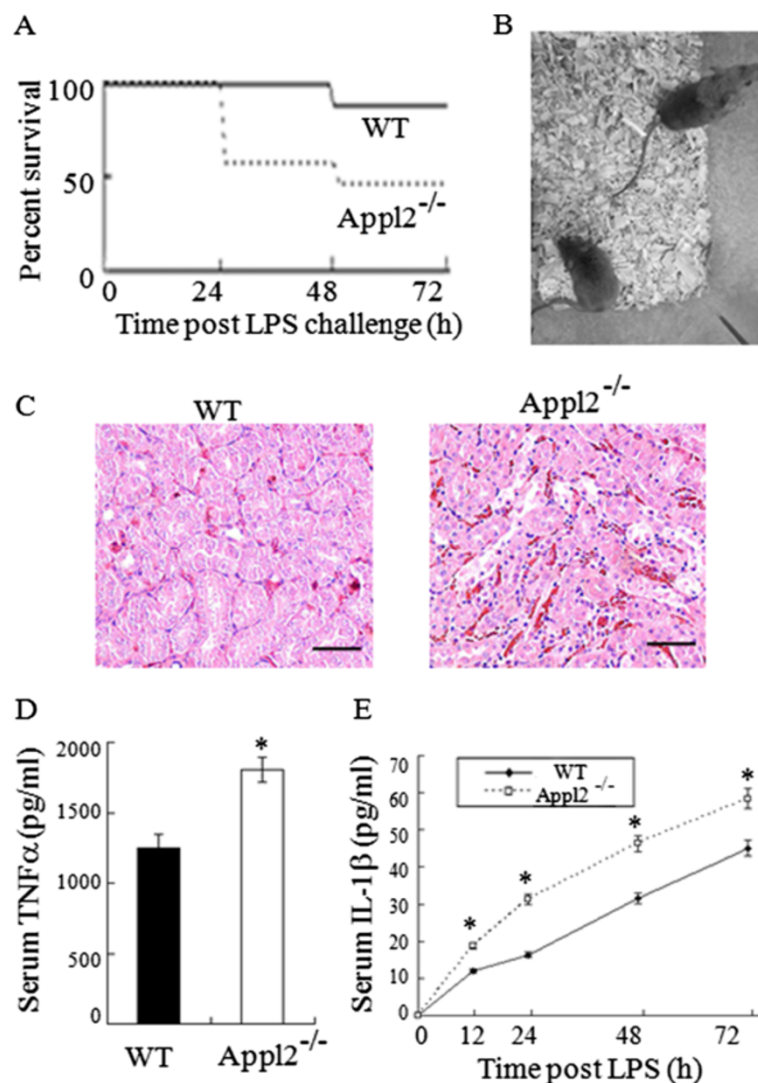 A
B
100
50
0
Percent survival
WT
Appl2-/-
0 24 48 72
Time post LPS challenge (h)
C
WT
Appl2 -/-
D
E
2000
1500
1000
500
0
Serum TNFα (pg/ml)
*
WT Appl2-/-
70
60
50
40
30
20
10
0
Serum IL-1β (pg/ml)
WT
Appl2 -/-
* * * *
0 12 24 48 72
Time post LPS (h)